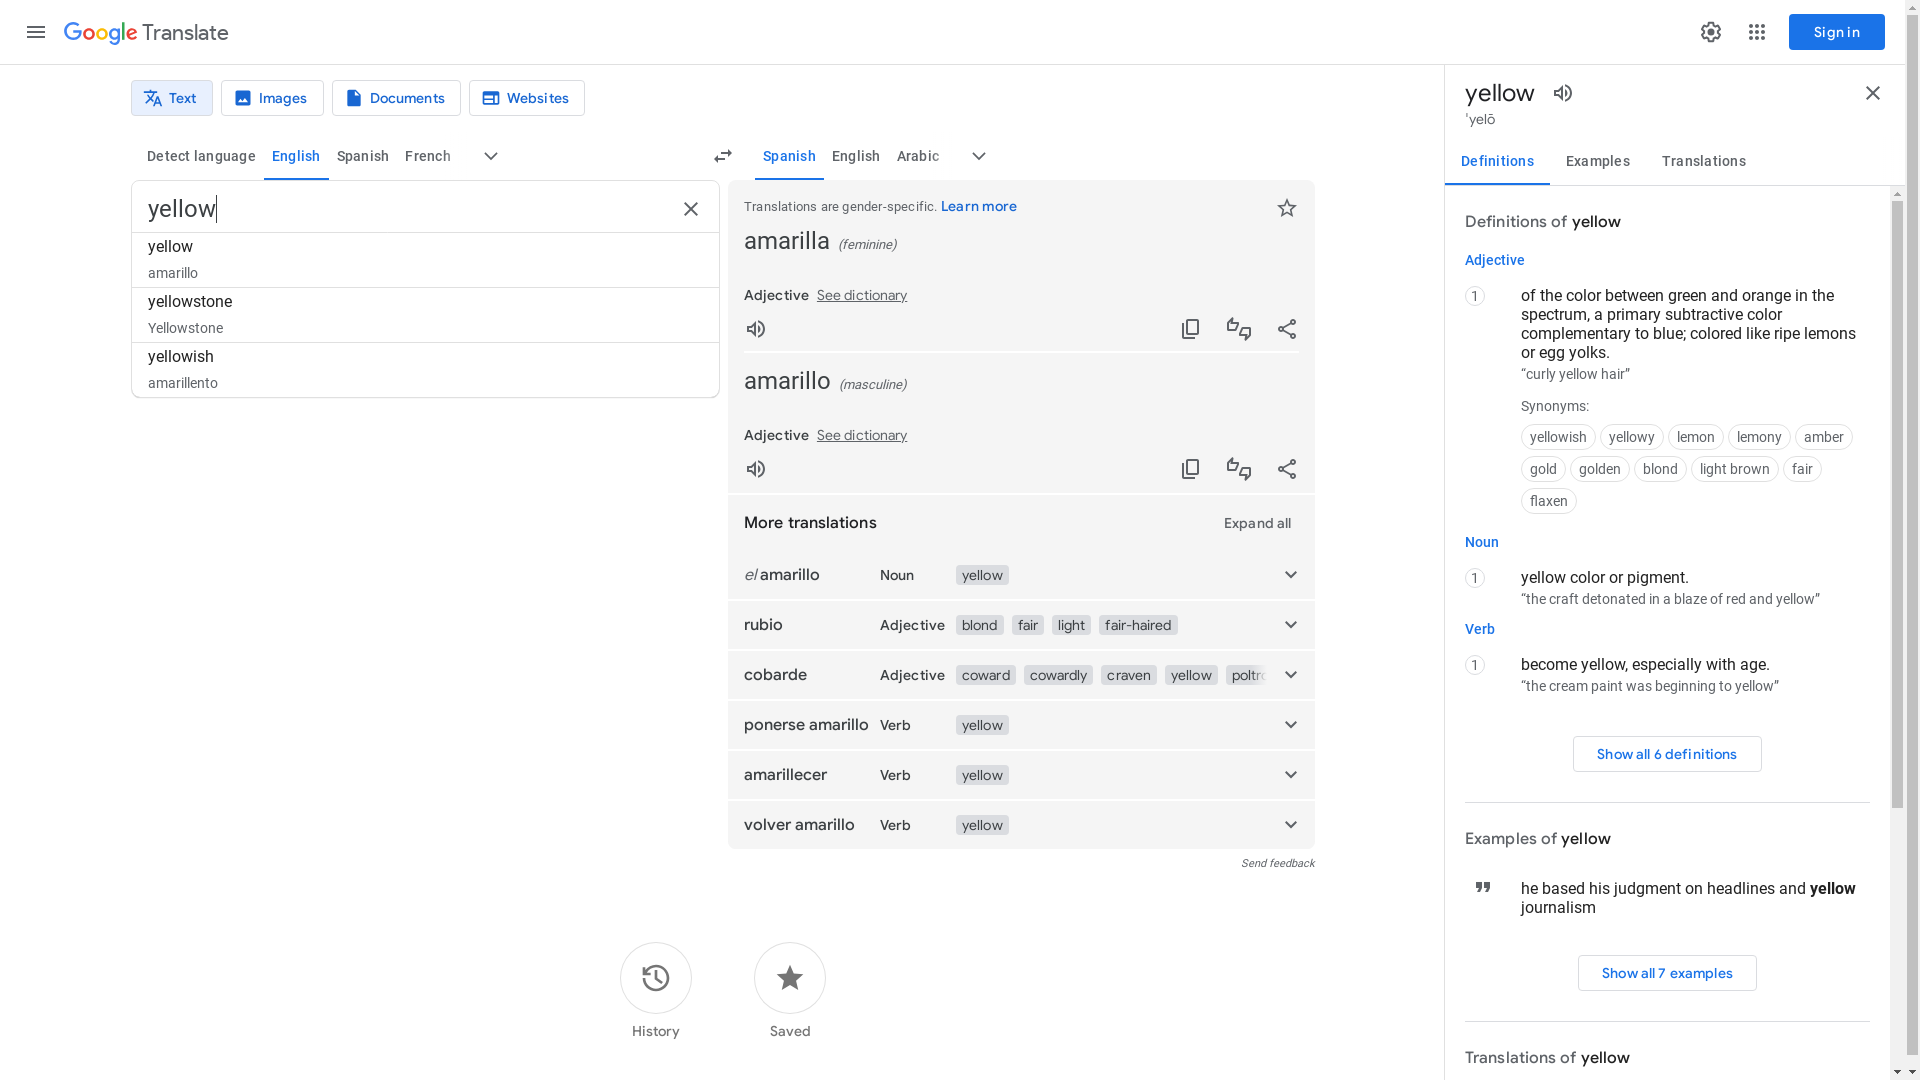 Google Translate
Sign in
Text
Images
Documents
Websites
Detect language
English
Spanish
French
Spanish
English
Arabic
yellow
yellow
amarillo
yellowstone
Yellowstone
yellowish
amarillento
Translations are gender-specific. Learn more
amarilla (feminine)
Adjective See dictionary
amarillo (masculine)
Adjective See dictionary
More translations
Expand all
el amarillo Noun yellow
rubio Adjective blond fair light fair-haired
cobarde Adjective coward cowardly craven yellow
ponerse amarillo Verb yellow
amarillecer Verb yellow
volver amarillo Verb yellow
Send feedback
History
Saved
yellow
ˈyelō
Definitions
Examples
Translations
Definitions of yellow
Adjective
1
of the color between green and orange in the
spectrum, a primary subtractive color
complementary to blue; colored like ripe lemons
or egg yolks.
“curly yellow hair”
Synonyms:
yellowish yellowy lemon lemony amber
gold golden blond light brown fair
flaxen
Noun
1
yellow color or pigment.
“the craft detonated in a blaze of red and yellow”
Verb
1
become yellow, especially with age.
“the cream paint was beginning to yellow”
Show all 6 definitions
Examples of yellow
he based his judgment on headlines and yellow
journalism
Show all 7 examples
Translations of yellow